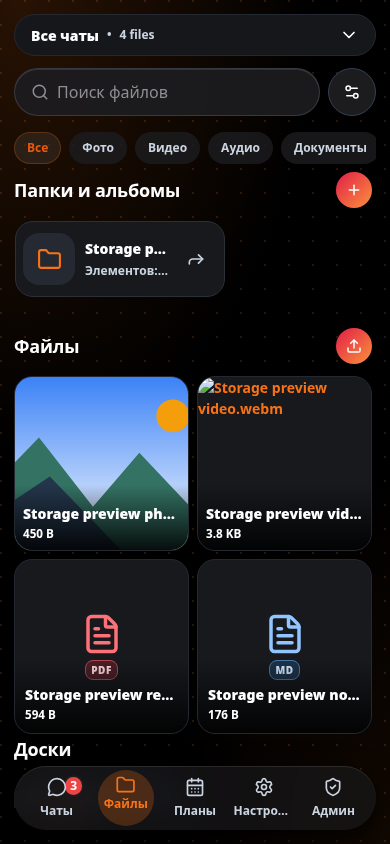 Все чаты • 4 files
Поиск файлов
Все Фото Видео Аудио Документы
Папки и альбомы
Storage p...
Элементов:...
Файлы
Storage preview
video.webm
Storage preview ph...
450 B
Storage preview vid...
3.8 KB
PDF
Storage preview re...
594 B
MD
Storage preview no...
176 B
Доски
3
Чаты Файлы Планы Настро... Админ